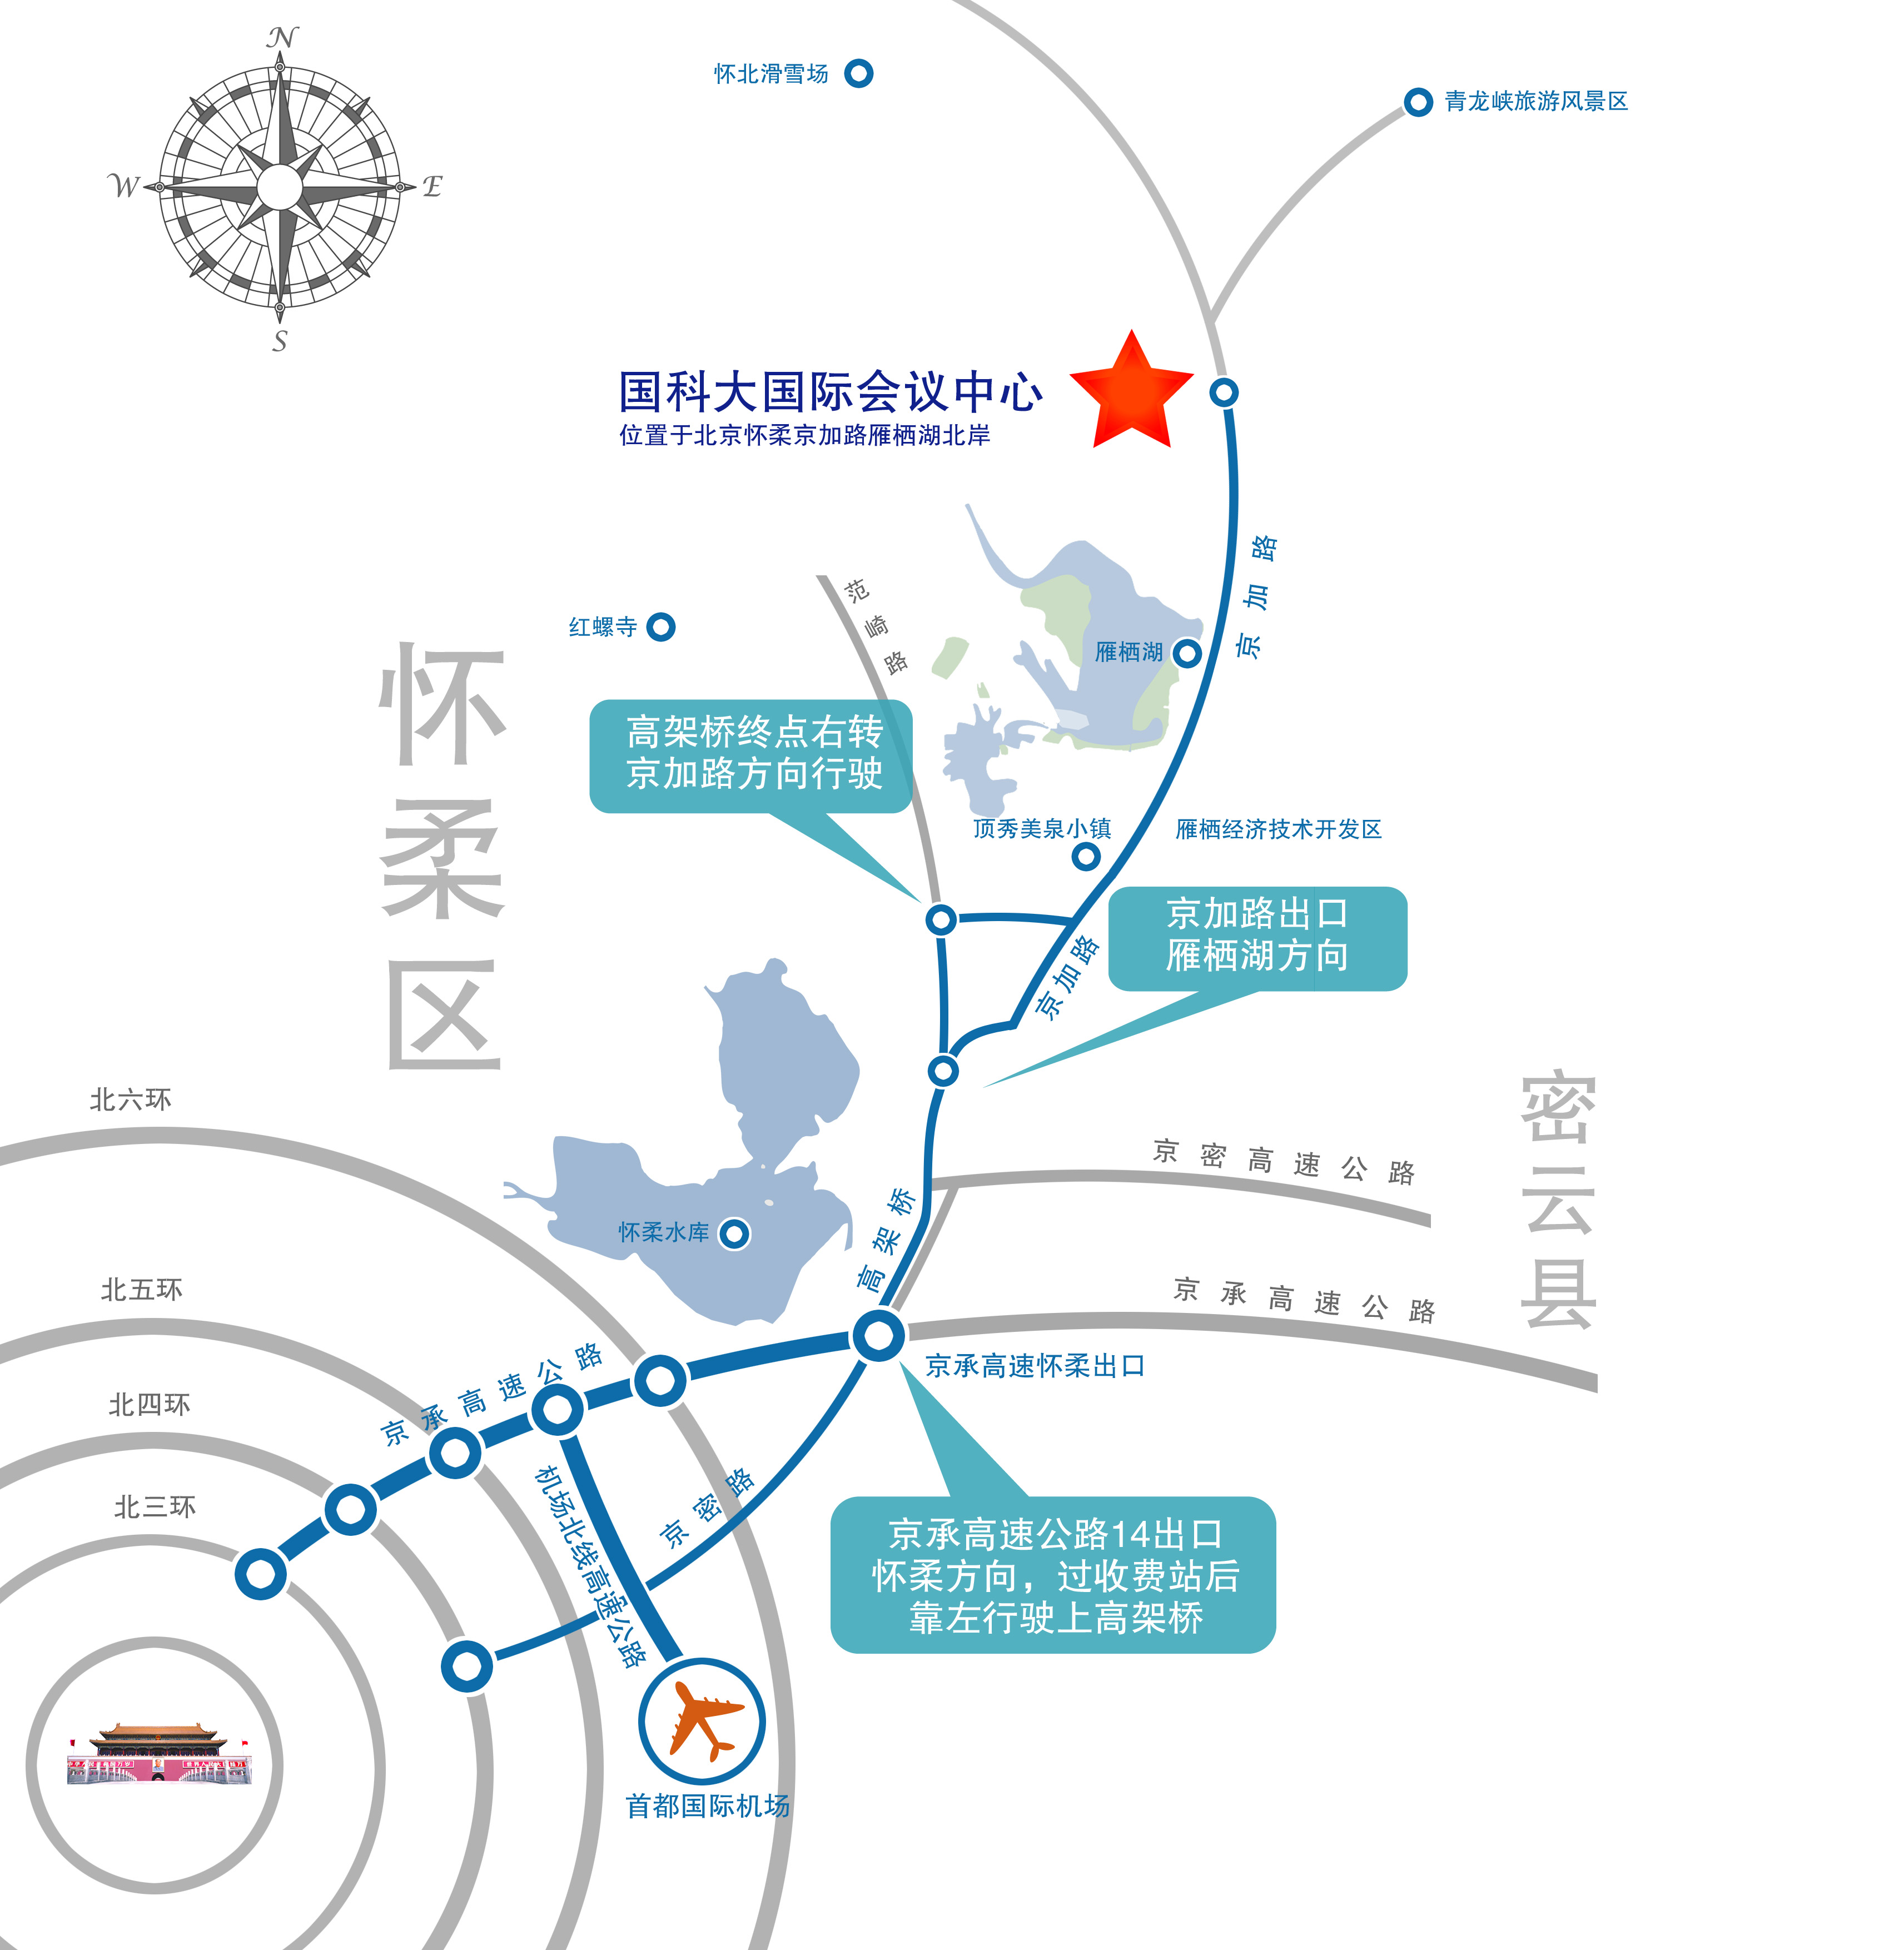 N
怀北滑雪场
青龙峡旅游风景区
W
E
S
国科大国际会议中心
位置于北京怀柔京加路雁栖湖北岸
京加路
范崎路
红螺寺
雁栖湖
怀柔区
高架桥终点右转
京加路方向行驶
顶秀美泉小镇
雁栖经济技术开发区
京加路出口
雁栖湖方向
京加路
密云县
北六环
京密高速公路
高架桥
怀柔水库
北五环
京承高速公路
京承高速公路
京承高速怀柔出口
北四环
机场北线高速公路
京密路
北三环
京承高速公路14出口
怀柔方向，过收费站后
靠左行驶上高架桥
首都国际机场